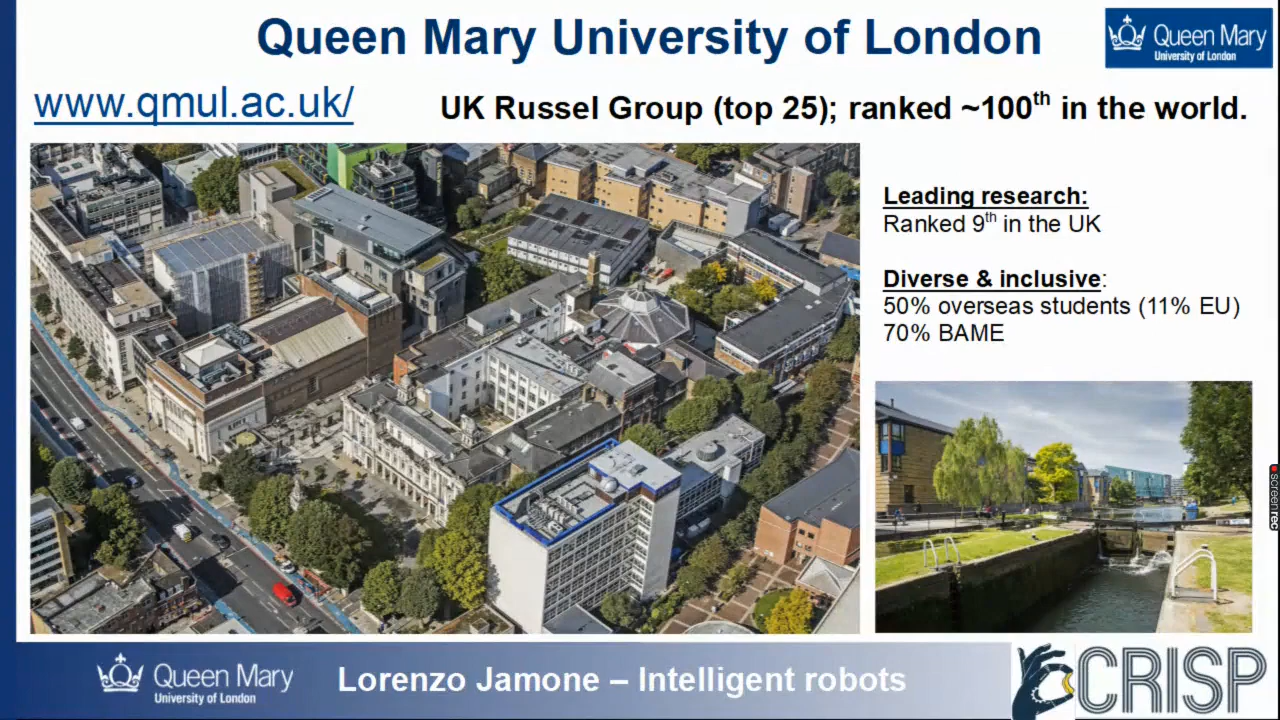 Queen Mary University of London
Queen Mary
University of London
www.qmul.ac.uk/
UK Russel Group (top 25); ranked ~100th in the world.
Leading research:
Ranked 9th in the UK
Diverse & inclusive:
50% overseas students (11% EU)
70% BAME
screenrec
Queen Mary
University of London
Lorenzo Jamone – Intelligent robots
CRISP